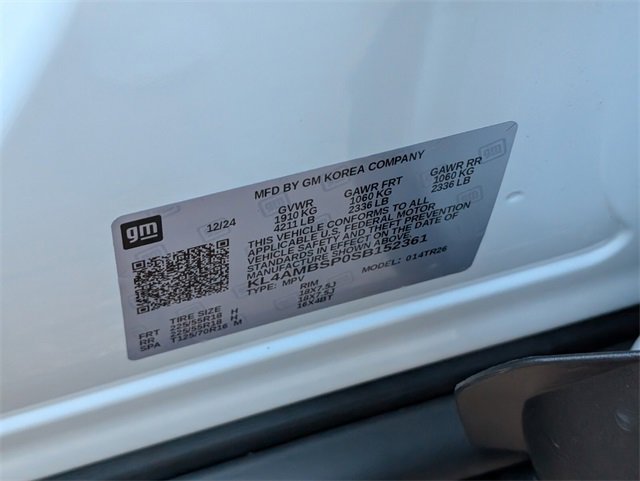 gm
12/24
MFD BY GM KOREA COMPANY
GVWR GAWR FRT GAWR RR
1910 KG 1060 KG 1060 KG
4211 LB 2336 LB 2336 LB
THIS VEHICLE CONFORMS TO ALL
APPLICABLE U.S. FEDERAL MOTOR
VEHICLE SAFETY AND THEFT PREVENTION
STANDARDS IN EFFECT ON THE DATE OF
MANUFACTURE SHOWN ABOVE.
KL4AMBSP0SB152361
TYPE: MPV MODEL: 014TR26
TIRE SIZE RIM
FRT 225/55R18 H 18X7.5J
RR 225/55R18 H 18X7.5J
SPA T125/70R16 M 16X4BT